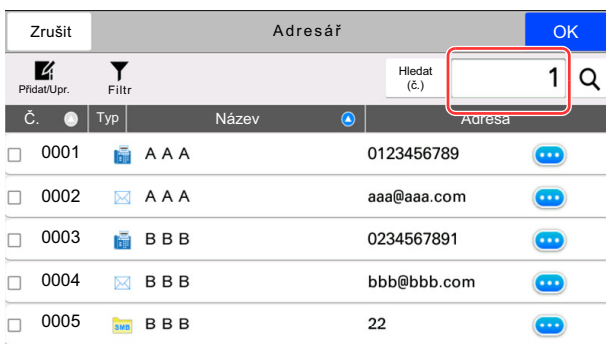 Zrušit Adresář OK
Přidat/Upr. Filtr Hledat (č.) 1
Č. Typ Název Adresa
0001 A A A 0123456789
0002 A A A aaa@aaa.com
0003 B B B 0234567891
0004 B B B bbb@bbb.com
0005 SMB B B B 22